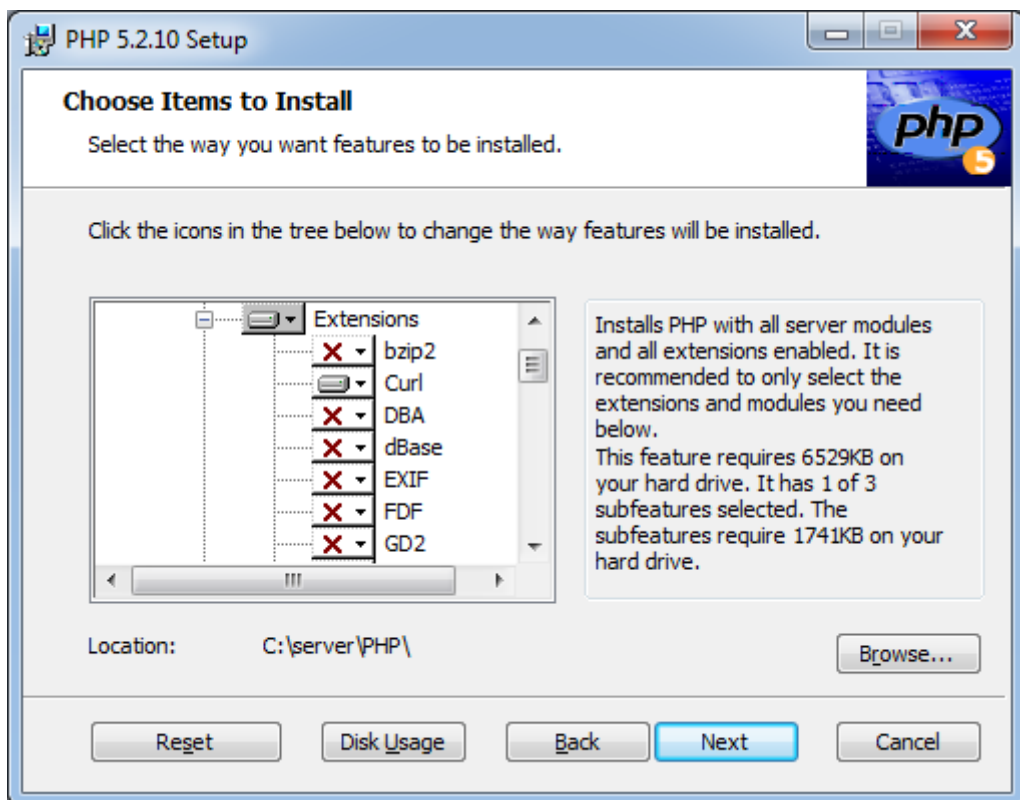 PHP 5.2.10 Setup
Choose Items to Install
Select the way you want features to be installed.
php
5
Click the icons in the tree below to change the way features will be installed.
Extensions
bzip2
Curl
DBA
dBase
EXIF
FDF
GD2
Installs PHP with all server modules
and all extensions enabled. It is
recommended to only select the
extensions and modules you need
below.
This feature requires 6529KB on
your hard drive. It has 1 of 3
subfeatures selected. The
subfeatures require 1741KB on your
hard drive.
Location: C:\server\PHP\
Browse...
Reset Disk Usage Back Next Cancel